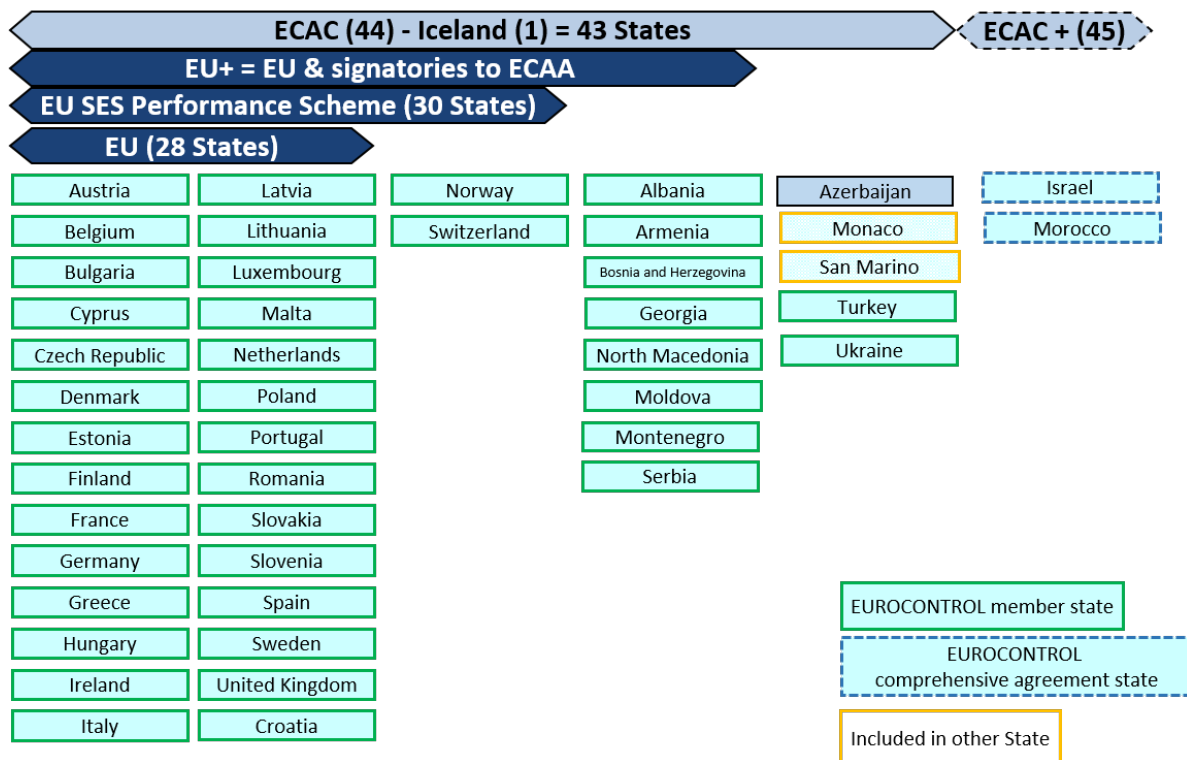 ECAC (44) - Iceland (1) = 43 States
ECAC + (45)
EU+ = EU & signatories to ECAA
EU SES Performance Scheme (30 States)
EU (28 States)
Austria
Belgium
Bulgaria
Cyprus
Czech Republic
Denmark
Estonia
Finland
France
Germany
Greece
Hungary
Ireland
Italy
Latvia
Lithuania
Luxembourg
Malta
Netherlands
Poland
Portugal
Romania
Slovakia
Slovenia
Spain
Sweden
United Kingdom
Croatia
Norway
Switzerland
Albania
Armenia
Bosnia and Herzegovina
Georgia
North Macedonia
Moldova
Montenegro
Serbia
Azerbaijan
Monaco
San Marino
Turkey
Ukraine
Israel
Morocco
EUROCONTROL member state
EUROCONTROL
comprehensive agreement state
Included in other State